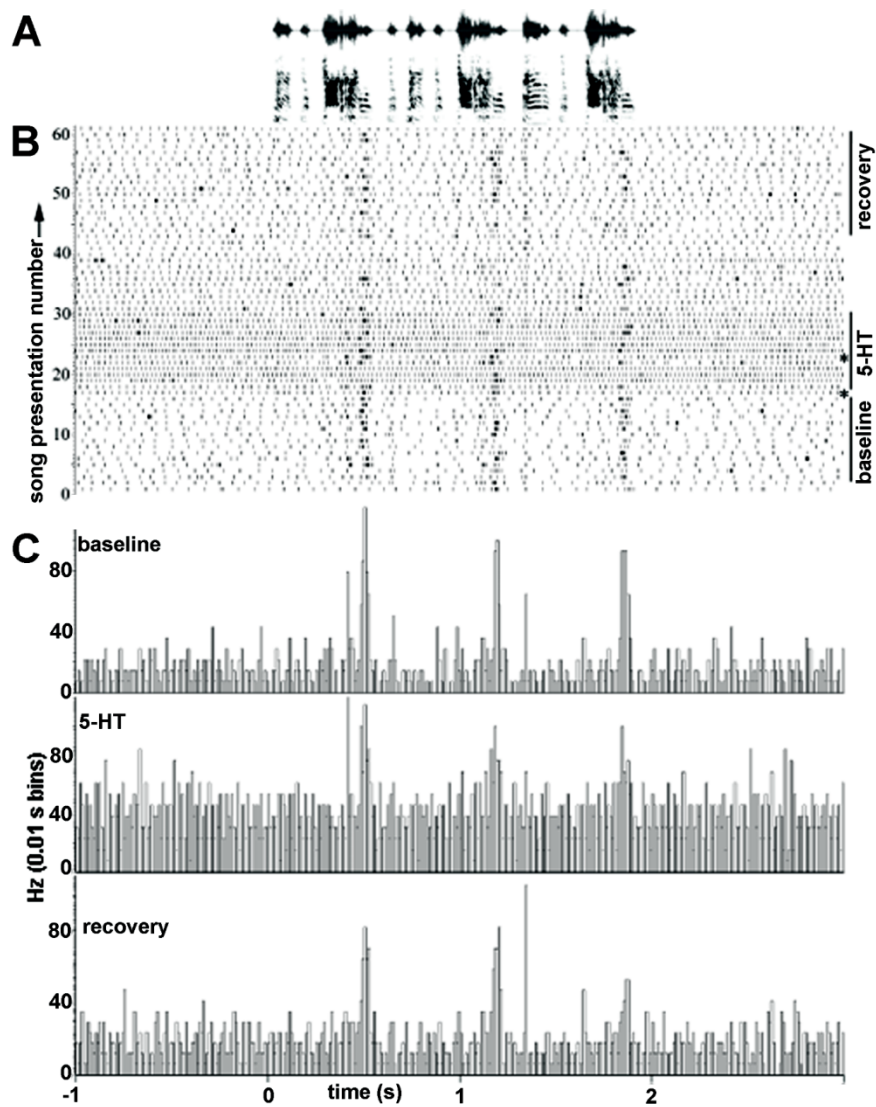 A
B
song presentation number
60
50
40
30
20
10
0
recovery
5-HT
*
*
baseline
C
baseline
80
40
0
5-HT
80
40
0
recovery
80
40
0
Hz (0.01 s bins)
-1 0 time (s) 1 2